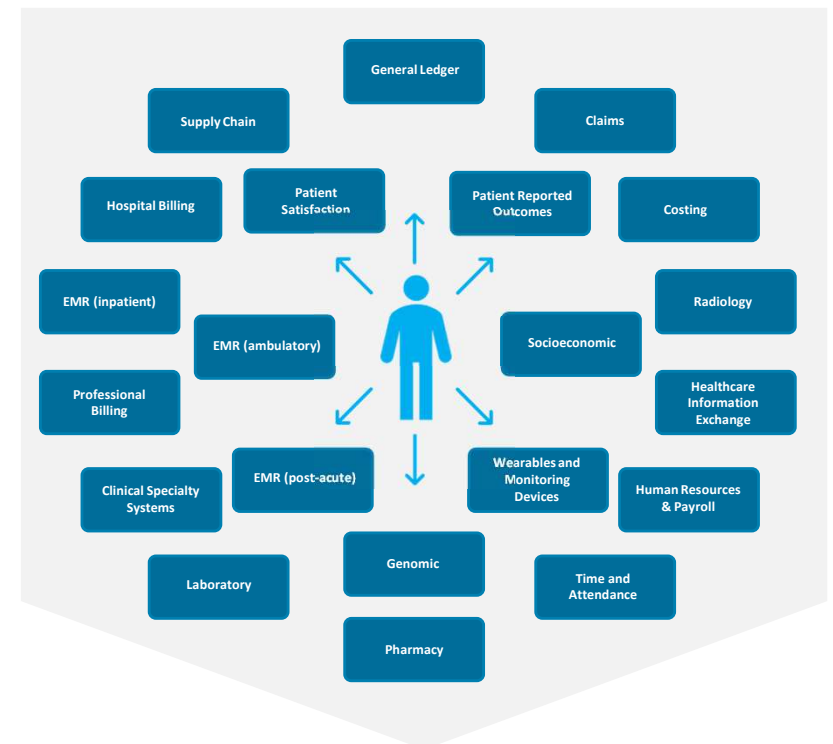 General Ledger
Supply Chain
Claims
Patient
Satisfaction
Patient Reported
Outcomes
Hospital Billing
Costing
EMR (inpatient)
Radiology
EMR (ambulatory)
Socioeconomic
Professional
Billing
Healthcare
Information
Exchange
EMR (post-acute)
Wearables and
Monitoring
Devices
Clinical Specialty
Systems
Human Resources
& Payroll
Genomic
Laboratory
Time and
Attendance
Pharmacy